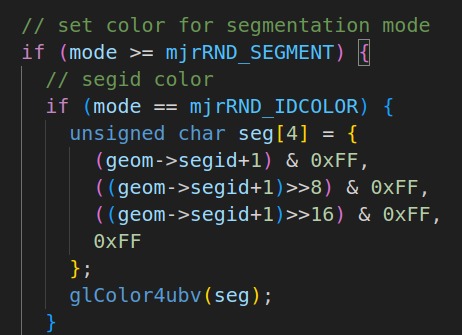 // set color for segmentation mode
if (mode >= mjrRND_SEGMENT) {
// segid color
if (mode == mjrRND_IDCOLOR) {
unsigned char seg[4] = {
(geom->segid+1) & 0xFF,
((geom->segid+1)>>8) & 0xFF,
((geom->segid+1)>>16) & 0xFF,
0xFF
};
glColor4ubv(seg);
}